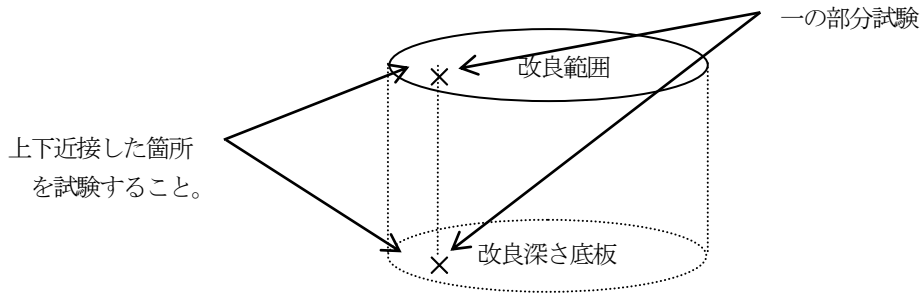 一の部分試験
改良範囲
上下近接した箇所
を試験すること。
改良深さ底板